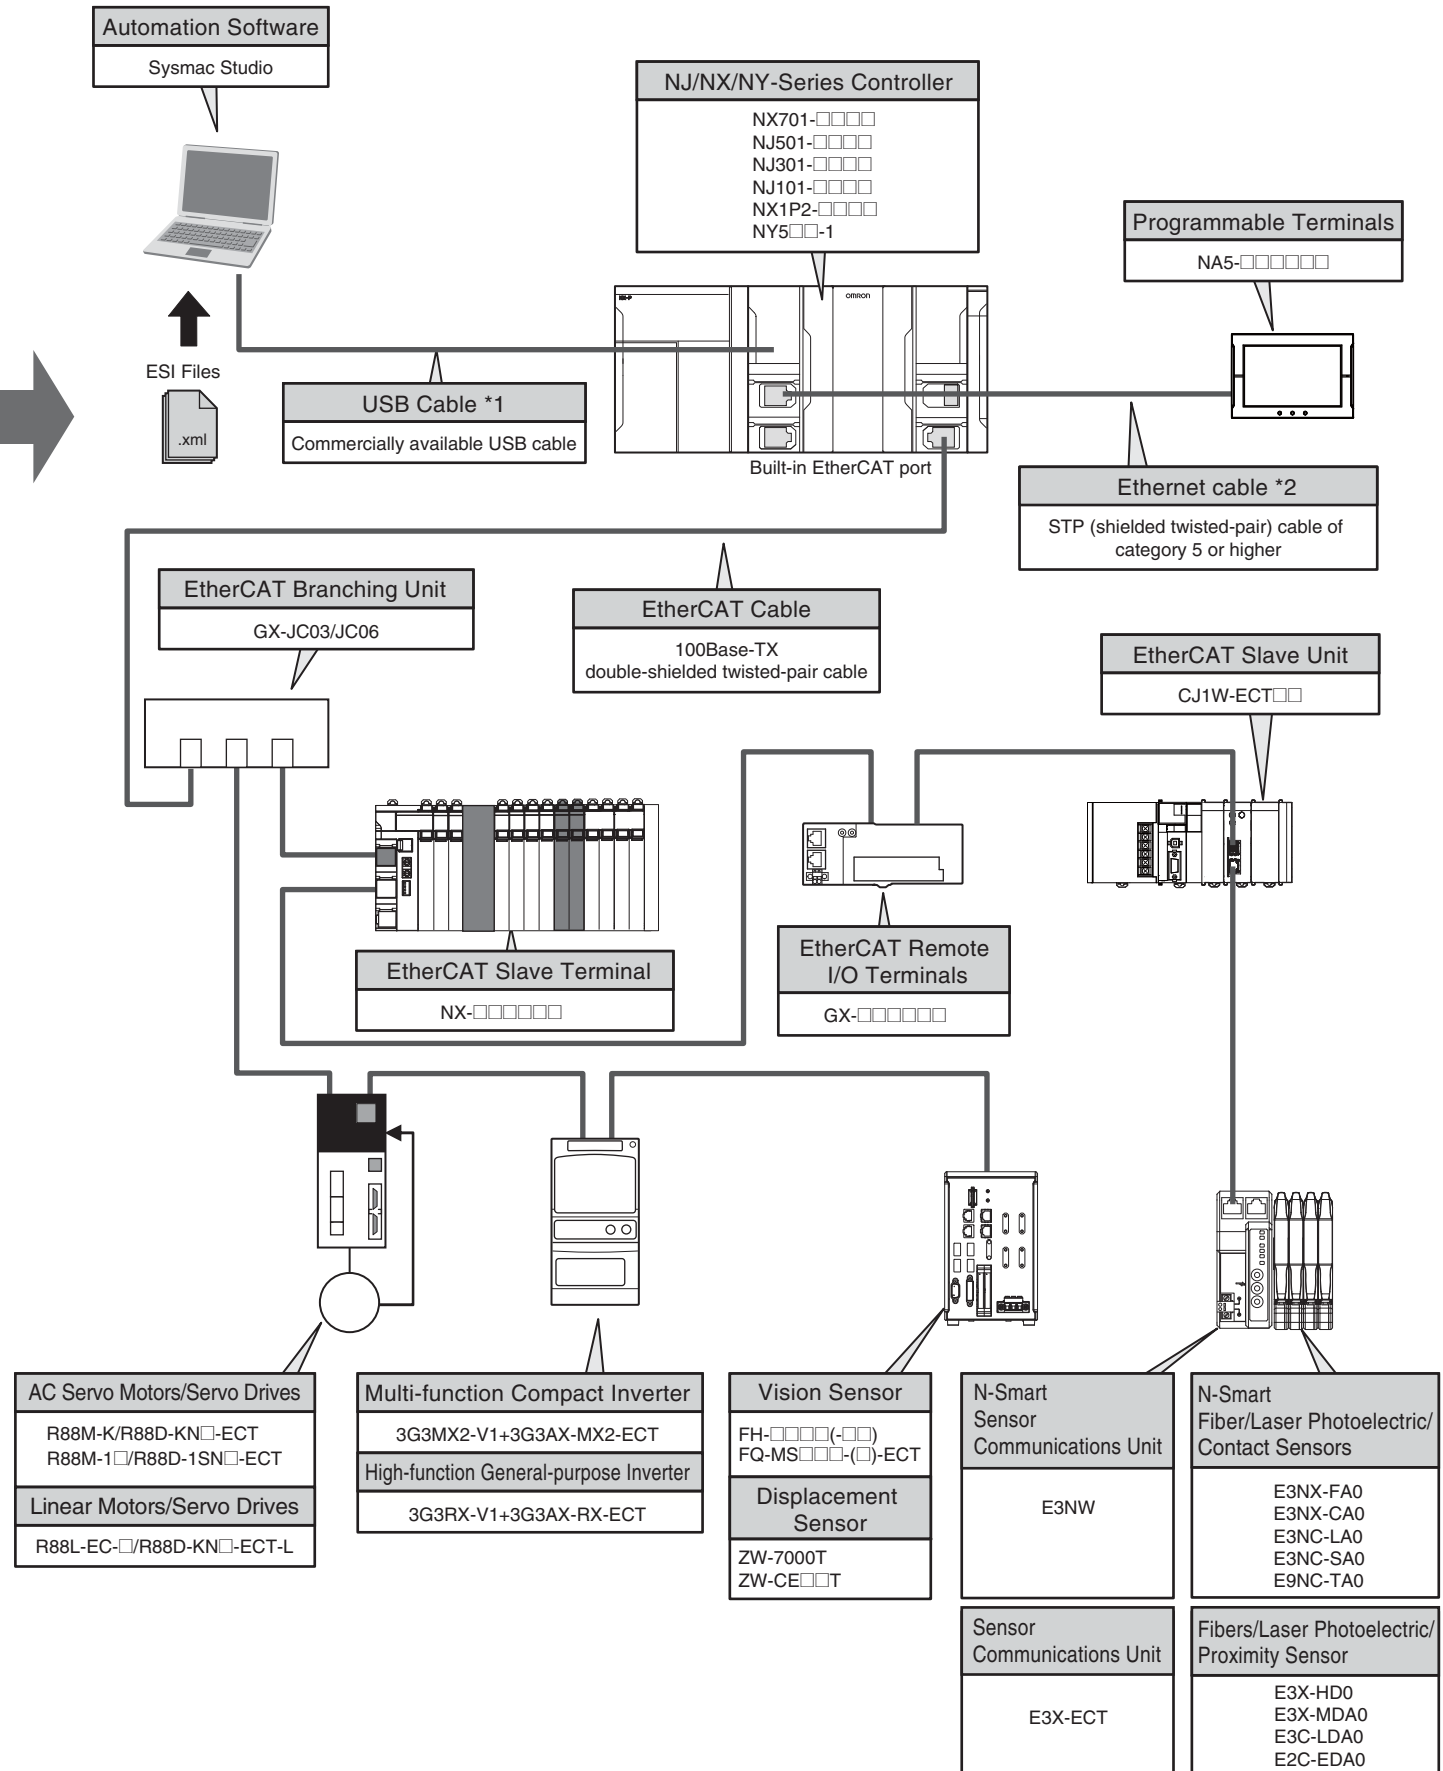 Automation Software
Sysmac Studio
NJ/NX/NY-Series Controller
NX701-□□□□
NJ501-□□□□
NJ301-□□□□
NJ101-□□□□
NX1P2-□□□□
NY5□□-1
Programmable Terminals
NA5-□□□□□□
OMRON
ESI Files
.xml
USB Cable *1
Commercially available USB cable
Built-in EtherCAT port
Ethernet cable *2
STP (shielded twisted-pair) cable of
category 5 or higher
EtherCAT Branching Unit
GX-JC03/JC06
EtherCAT Cable
100Base-TX
double-shielded twisted-pair cable
EtherCAT Slave Unit
CJ1W-ECT□□
EtherCAT Slave Terminal
NX-□□□□□□
EtherCAT Remote
I/O Terminals
GX-□□□□□□
AC Servo Motors/Servo Drives
R88M-K/R88D-KN□-ECT
R88M-1□/R88D-1SN□-ECT
Linear Motors/Servo Drives
R88L-EC-□/R88D-KN□-ECT-L
Multi-function Compact Inverter
3G3MX2-V1+3G3AX-MX2-ECT
High-function General-purpose Inverter
3G3RX-V1+3G3AX-RX-ECT
Vision Sensor
FH-□□□□(-□□)
FQ-MS□□□-(□)-ECT
Displacement
Sensor
ZW-7000T
ZW-CE□□T
N-Smart
Sensor
Communications Unit
E3NW
N-Smart
Fiber/Laser Photoelectric/
Contact Sensors
E3NX-FA0
E3NX-CA0
E3NC-LA0
E3NC-SA0
E9NC-TA0
Sensor
Communications Unit
E3X-ECT
Fibers/Laser Photoelectric/
Proximity Sensor
E3X-HD0
E3X-MDA0
E3C-LDA0
E2C-EDA0